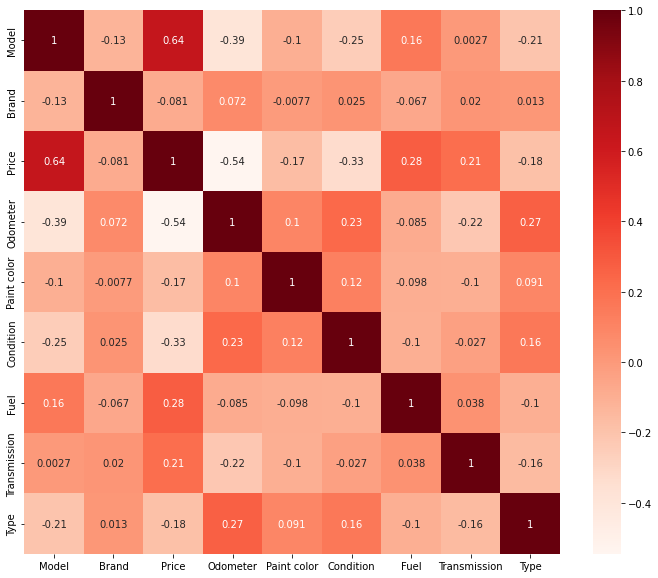 Model 1 -0.13 0.64 -0.39 -0.1 -0.25 0.16 0.0027 -0.21
Brand -0.13 1 -0.081 0.072 -0.0077 0.025 -0.067 0.02 0.013
Price 0.64 -0.081 1 -0.54 -0.17 -0.33 0.28 0.21 -0.18
Odometer -0.39 0.072 -0.54 1 0.1 0.23 -0.085 -0.22 0.27
Paint color -0.1 -0.0077 -0.17 0.1 1 0.12 -0.098 -0.1 0.091
Condition -0.25 0.025 -0.33 0.23 0.12 1 -0.1 -0.027 0.16
Fuel 0.16 -0.067 0.28 -0.085 -0.098 -0.1 1 0.038 -0.1
Transmission 0.0027 0.02 0.21 -0.22 -0.1 -0.027 0.038 1 -0.16
Type -0.21 0.013 -0.18 0.27 0.091 0.16 -0.1 -0.16 1
Model Brand Price Odometer Paint color Condition Fuel Transmission Type
1.0
0.8
0.6
0.4
0.2
0.0
−0.2
−0.4